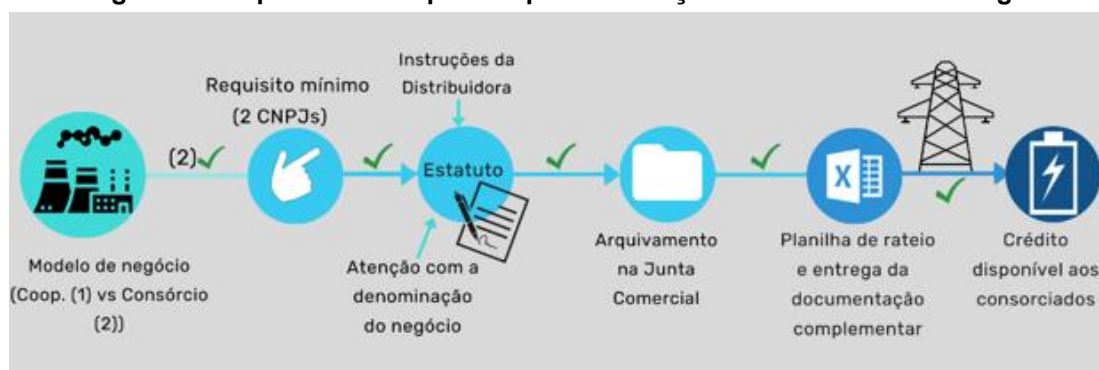 Instruções da
Distribuidora
Requisito mínimo
(2 CNPJs)
(2)
Estatuto
X
Modelo de negócio
(Coop. (1) vs Consórcio
(2))
Atenção com a
denominação
do negócio
Arquivamento
na Junta
Comercial
Planilha de rateio
e entrega da
documentação
complementar
Crédito
disponível aos
consorciados